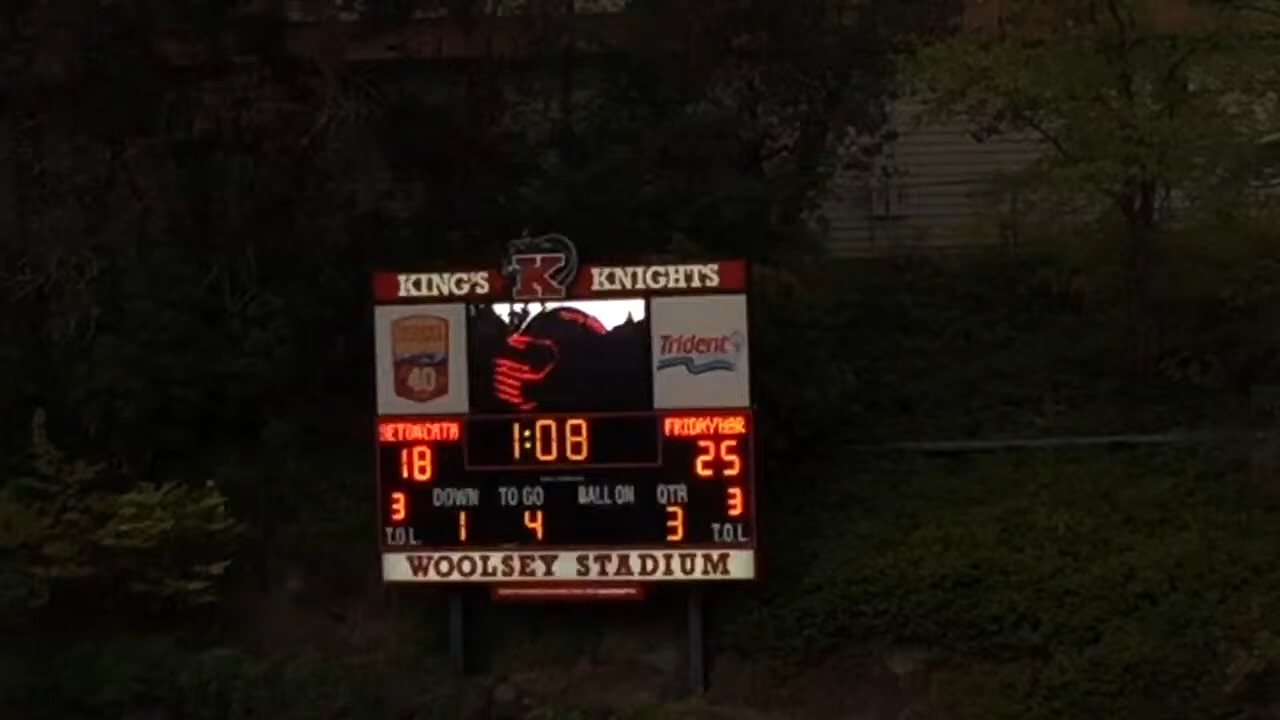 KING'S K KNIGHTS
40
Trident
SETONCATH 1:08 FRIDAYHBR
18 25
3 DOWN TO GO BALL ON QTR 3
T.O.L. 1 4 3 T.O.L.
WOOLSEY STADIUM